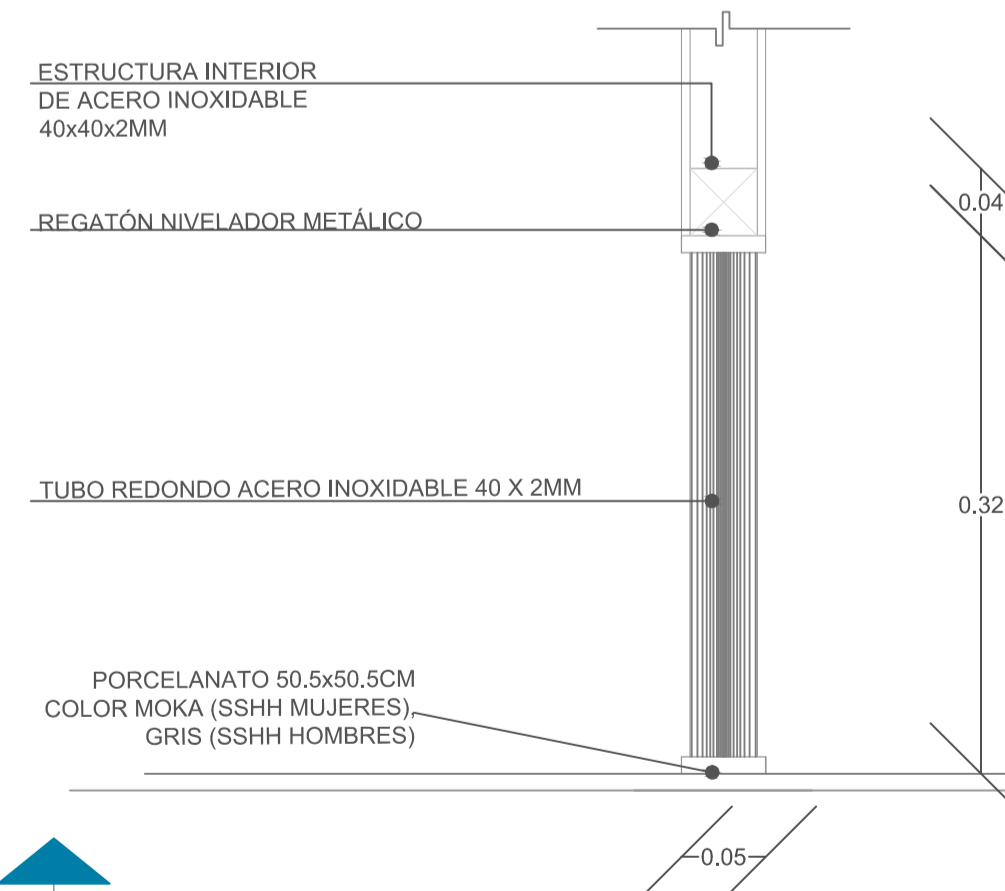 ESTRUCTURA INTERIOR
DE ACERO INOXIDABLE
40x40x2MM
0.04
REGATÓN NIVELADOR METÁLICO
TUBO REDONDO ACERO INOXIDABLE 40 X 2MM
0.32
PORCELANATO 50.5x50.5CM
COLOR MOKA (SSHH MUJERES),
GRIS (SSHH HOMBRES)
0.05